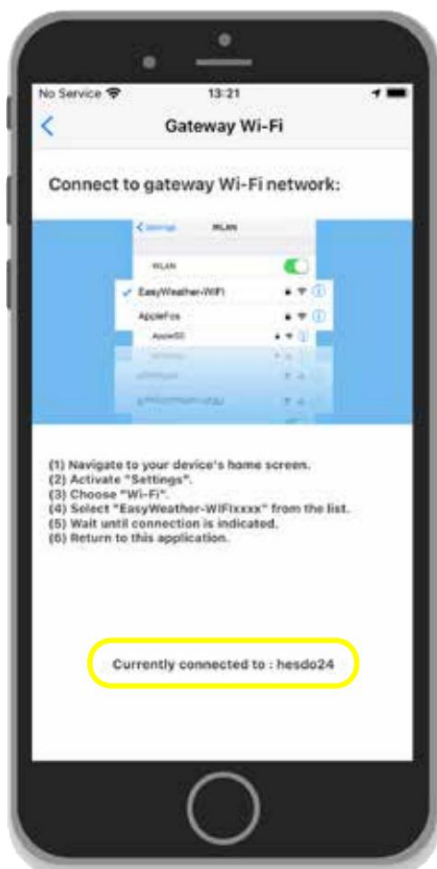 No Service 13:21
Gateway Wi-Fi
Connect to gateway Wi-Fi network:
WLAN
WLAN
EasyWeather-WIFI
AppleFos
(1) Navigate to your device's home screen.
(2) Activate "Settings".
(3) Choose "Wi-Fi".
(4) Select "EasyWeather-WIFIxxxx" from the list.
(5) Wait until connection is indicated.
(6) Return to this application.
Currently connected to : hesdo24